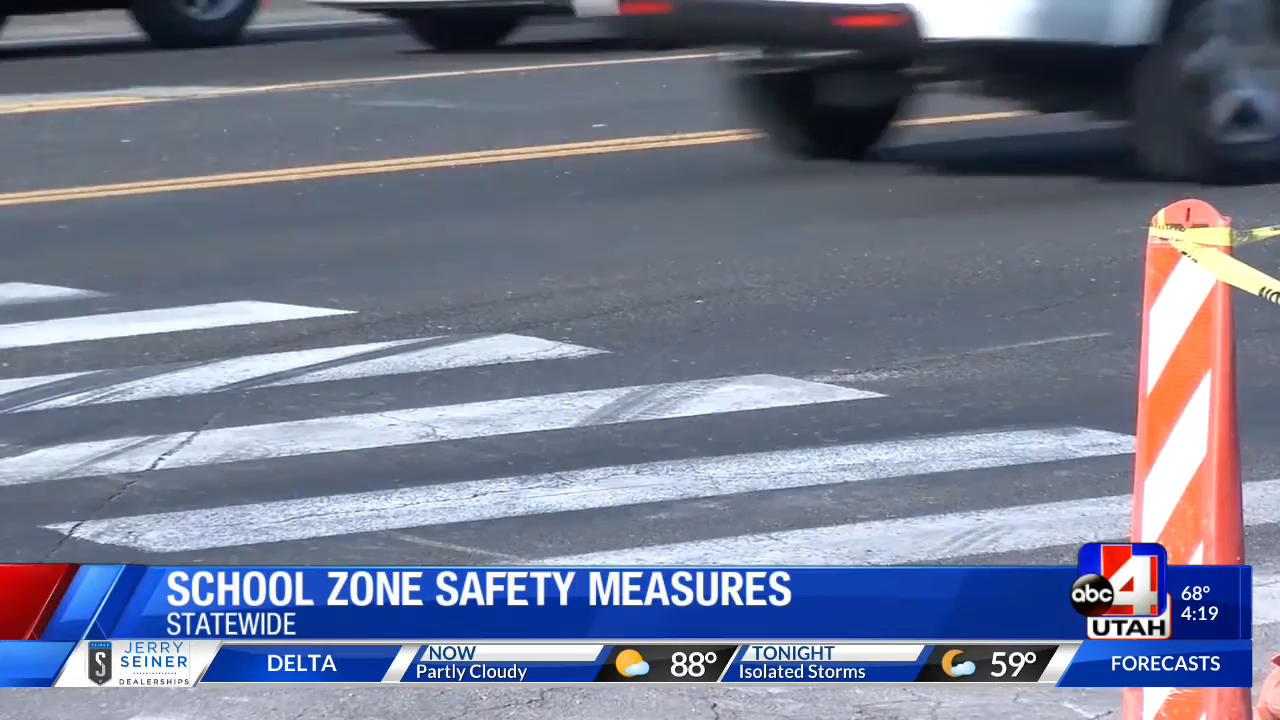 SCHOOL ZONE SAFETY MEASURES
STATEWIDE
abc 4
UTAH
68°
4:19
S
JERRY
SEINER
DEALERSHIPS
DELTA
NOW
Partly Cloudy
88°
TONIGHT
Isolated Storms
59°
FORECASTS